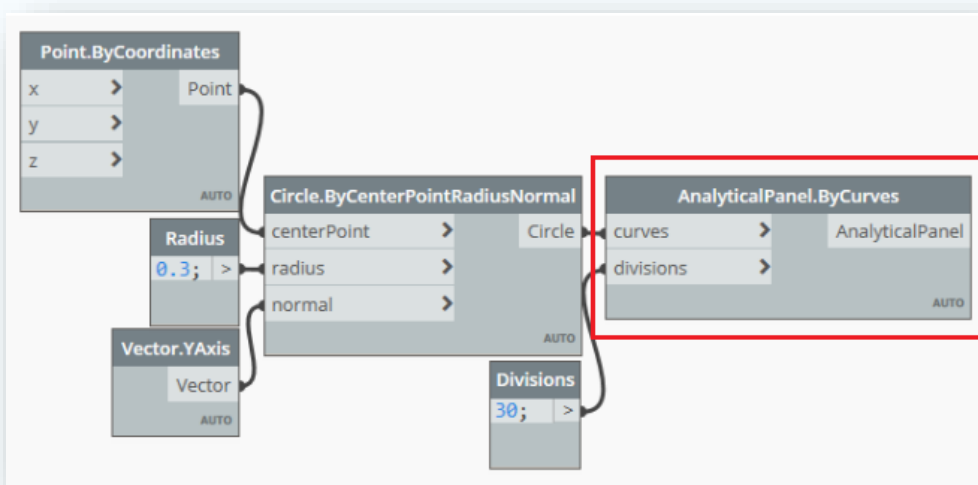 Point.ByCoordinates
x > Point
y >
z >
AUTO
Circle.ByCenterPointRadiusNormal
centerPoint > Circle
radius >
normal >
AUTO
AnalyticalPanel.ByCurves
curves > AnalyticalPanel
divisions >
AUTO
Radius
0.3; >
Vector.YAxis
Vector
AUTO
Divisions
30; >